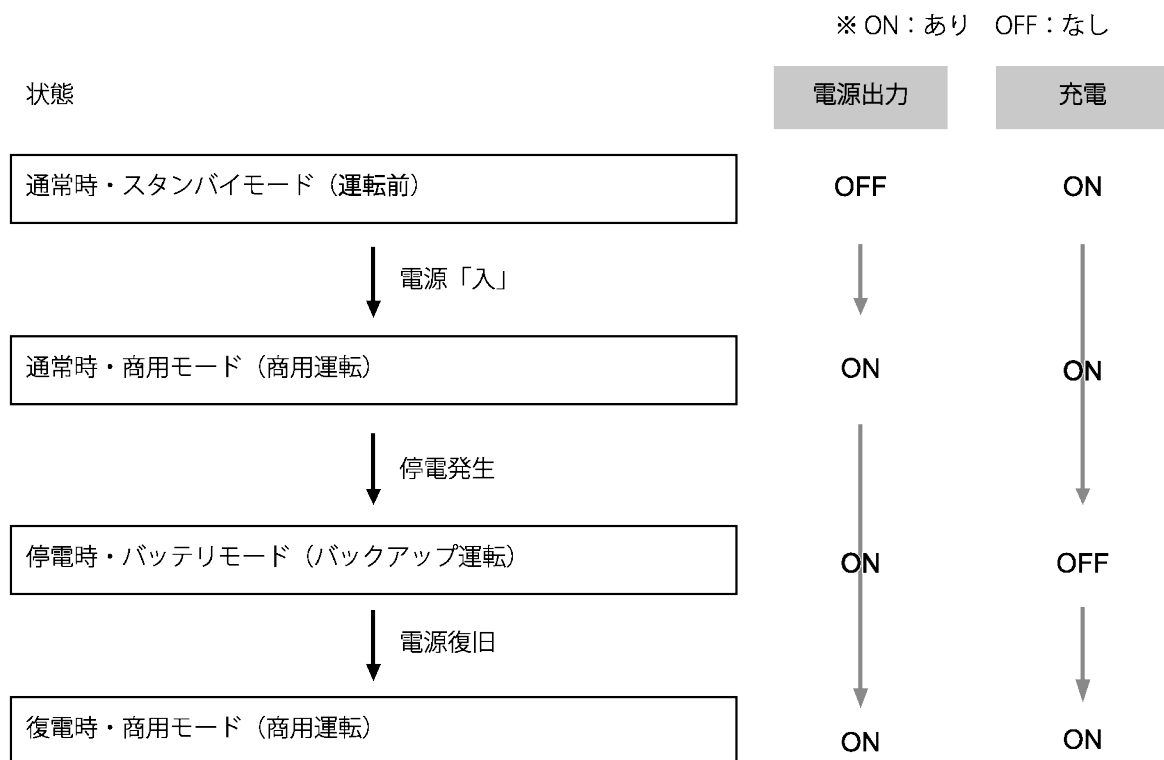 ※ ON：あり　OFF：なし
状態　電源出力　充電
通常時・スタンバイモード（運転前）　OFF　ON
電源「入」
通常時・商用モード（商用運転）　ON　ON
停電発生
停電時・バッテリモード（バックアップ運転）　ON　OFF
電源復旧
復電時・商用モード（商用運転）　ON　ON